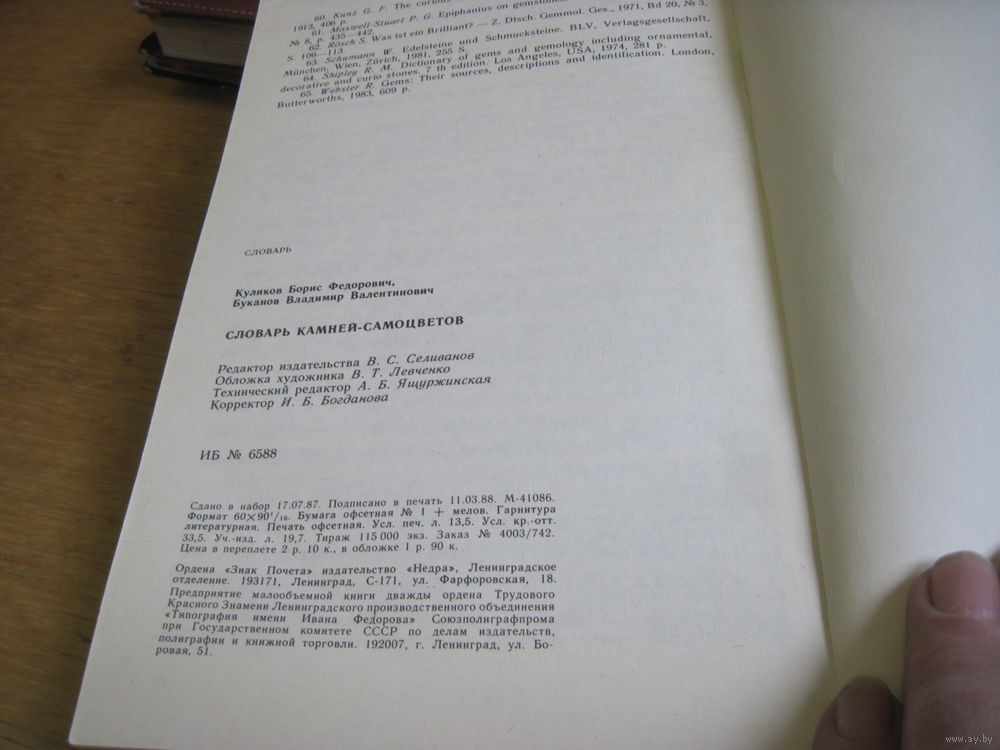 60. Kunz G. F. The curious
1913, 406 p.
61. Maxwell-Stuart P. G. Epiphanius on gemstones.
№ 8, p. 435—442.
62. Rösch S. Was ist ein Brilliant? — Z. Dtsch. Gemmol. Ges., 1971, Bd 20, № 3,
S. 106—113.
63. Schumann W. Edelsteine und Schmucksteine. BLV, Verlagsgesellschaft,
München, Wien, Zürich, 1981, 255 S.
64. Shipley R. M. Dictionary of gems and gemology including ornamental,
decorative and curio stones. 7 th edition. Los Angeles, USA, 1974, 281 p.
65. Webster R. Gems: Their sources, descriptions and identification. London,
Butterworths, 1983, 609 p.
СЛОВАРЬ
Куликов Борис Федорович,
Буканов Владимир Валентинович
СЛОВАРЬ КАМНЕЙ-САМОЦВЕТОВ
Редактор издательства В. С. Селиванов
Обложка художника В. Т. Левченко
Технический редактор А. Б. Ящуржинская
Корректор И. Б. Богданова
ИБ № 6588
Сдано в набор 17.07.87. Подписано в печать 11.03.88. М-41086.
Формат 60×90¹/₁₆. Бумага офсетная № 1 + мелов. Гарнитура
литературная. Печать офсетная. Усл. печ. л. 13,5. Усл. кр.-отт.
33,5. Уч.-изд. л. 19,7. Тираж 115 000 экз. Заказ № 4003/742.
Цена в переплете 2 р. 10 к., в обложке 1 р. 90 к.
Ордена «Знак Почета» издательство «Недра», Ленинградское
отделение. 193171, Ленинград, С-171, ул. Фарфоровская, 18.
Предприятие малообъемной книги дважды ордена Трудового
Красного Знамени Ленинградского производственного объединения
«Типография имени Ивана Федорова» Союзполиграфпрома
при Государственном комитете СССР по делам издательств,
полиграфии и книжной торговли. 192007, г. Ленинград, ул. Бо-
ровая, 51.
www.ay.by